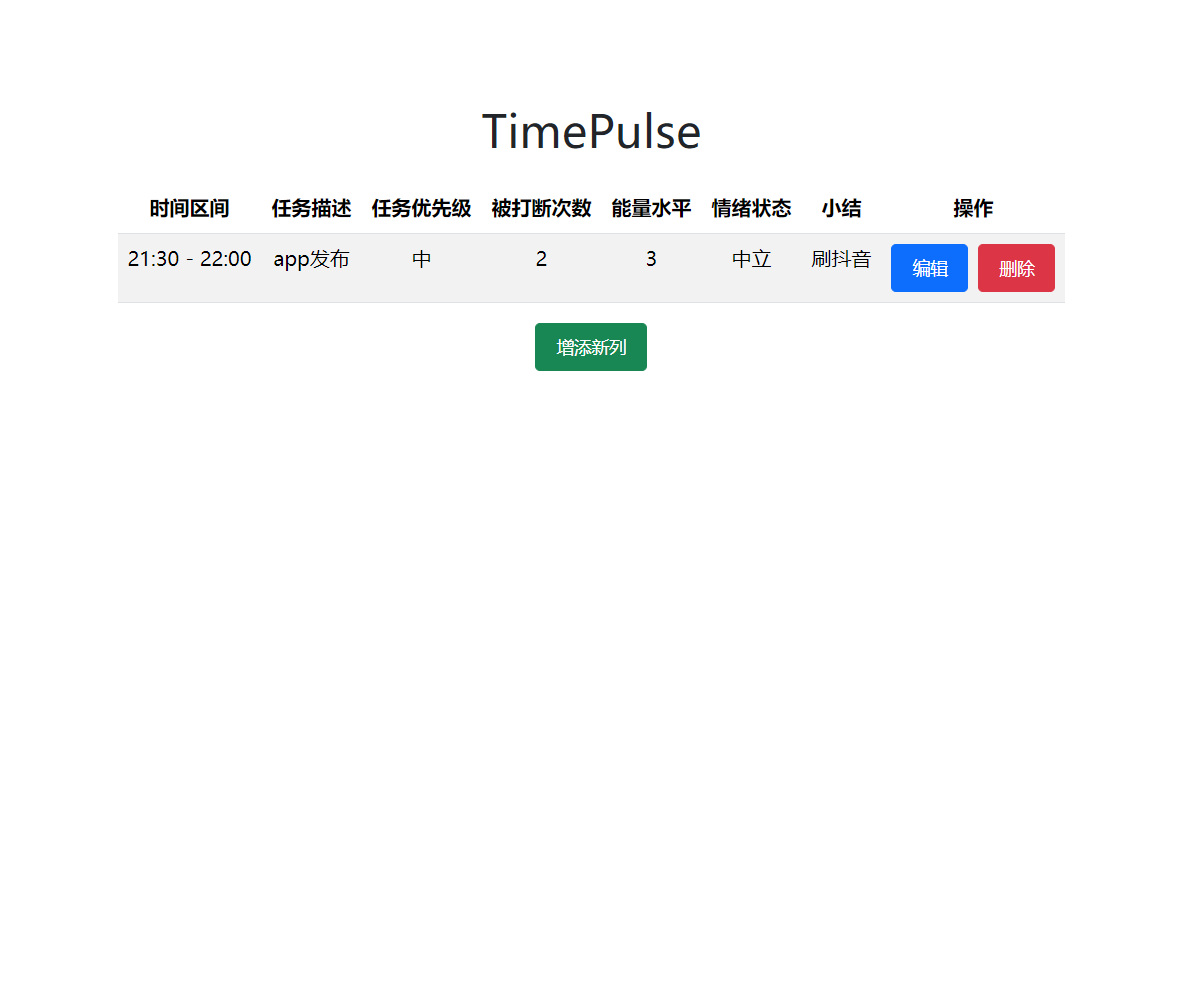 TimePulse
时间区间 任务描述 任务优先级 被打断次数 能量水平 情绪状态 小结 操作
21:30 - 22:00 app发布 中 2 3 中立 刷抖音 编辑 删除
增添新列